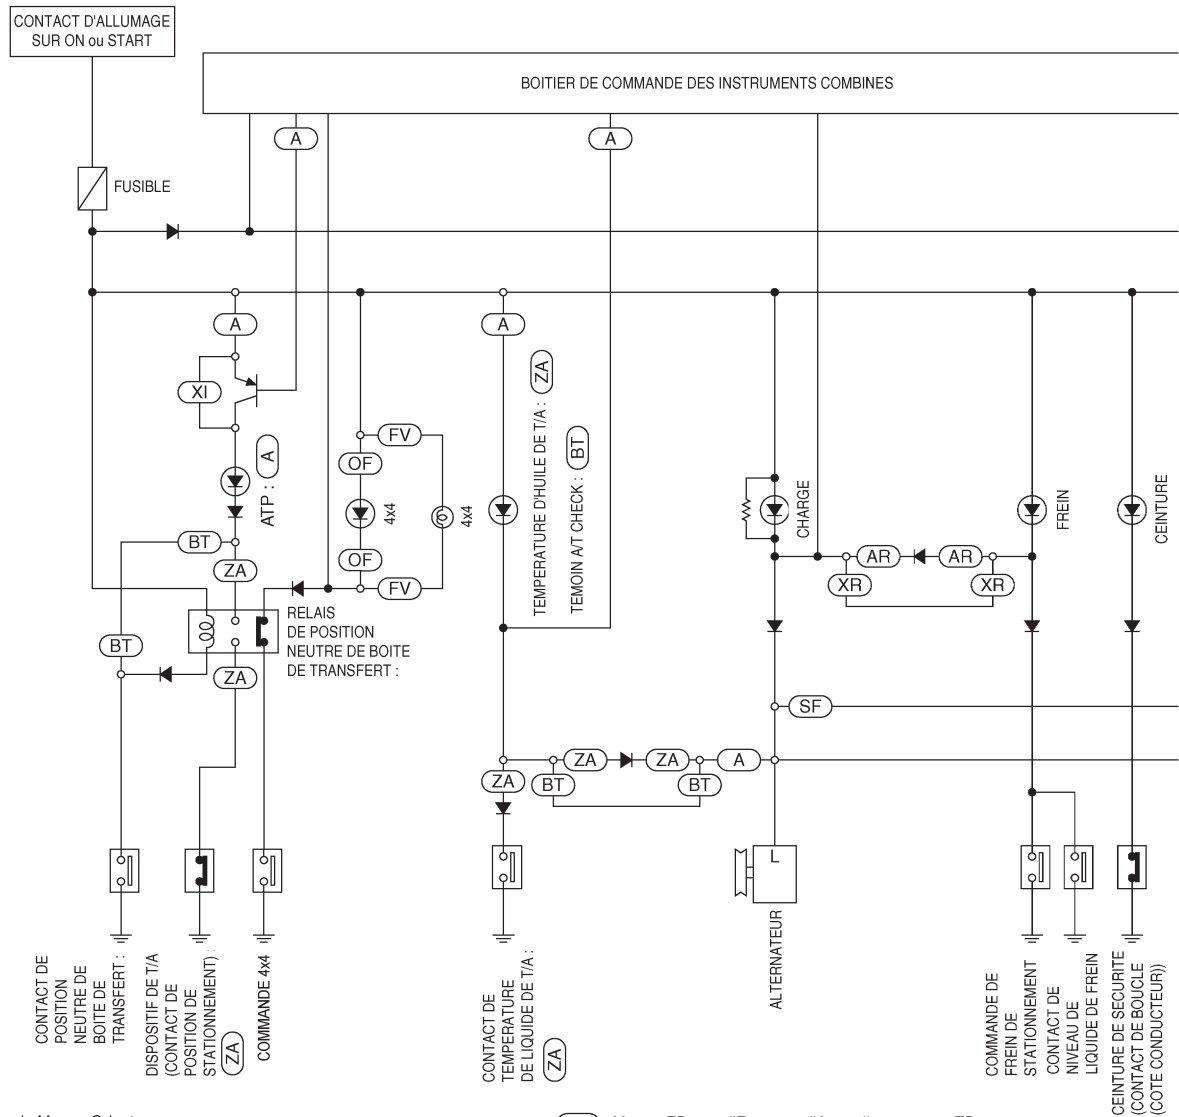 CONTACT D'ALLUMAGE
SUR ON ou START
BOITIER DE COMMANDE DES INSTRUMENTS COMBINES
A
A
FUSIBLE
A
A
XI
ATP : A
FV
OF
4x4
4x4
OF
FV
TEMPERATURE D'HUILE DE T/A : ZA
TEMOIN A/T CHECK : BT
CHARGE
FREIN
CEINTURE
BT
ZA
AR
AR
XR
XR
RELAIS
DE POSITION
NEUTRE DE BOITE
DE TRANSFERT :
BT
ZA
SF
ZA
ZA
A
ZA
BT
BT
L
CONTACT DE
POSITION
NEUTRE DE
BOITE DE
TRANSFERT :
DISPOSITIF DE T/A
(CONTACT DE
POSITION DE
STATIONNEMENT) :
ZA
COMMANDE 4x4
CONTACT DE
TEMPERATURE
DE LIQUIDE DE T/A :
ZA
ALTERNATEUR
COMMANDE DE
FREIN DE
STATIONNEMENT
CONTACT DE
NIVEAU DE
LIQUIDE DE FREIN
CEINTURE DE SECURITE
(CONTACT DE BOUCLE
(COTE CONDUCTEUR))